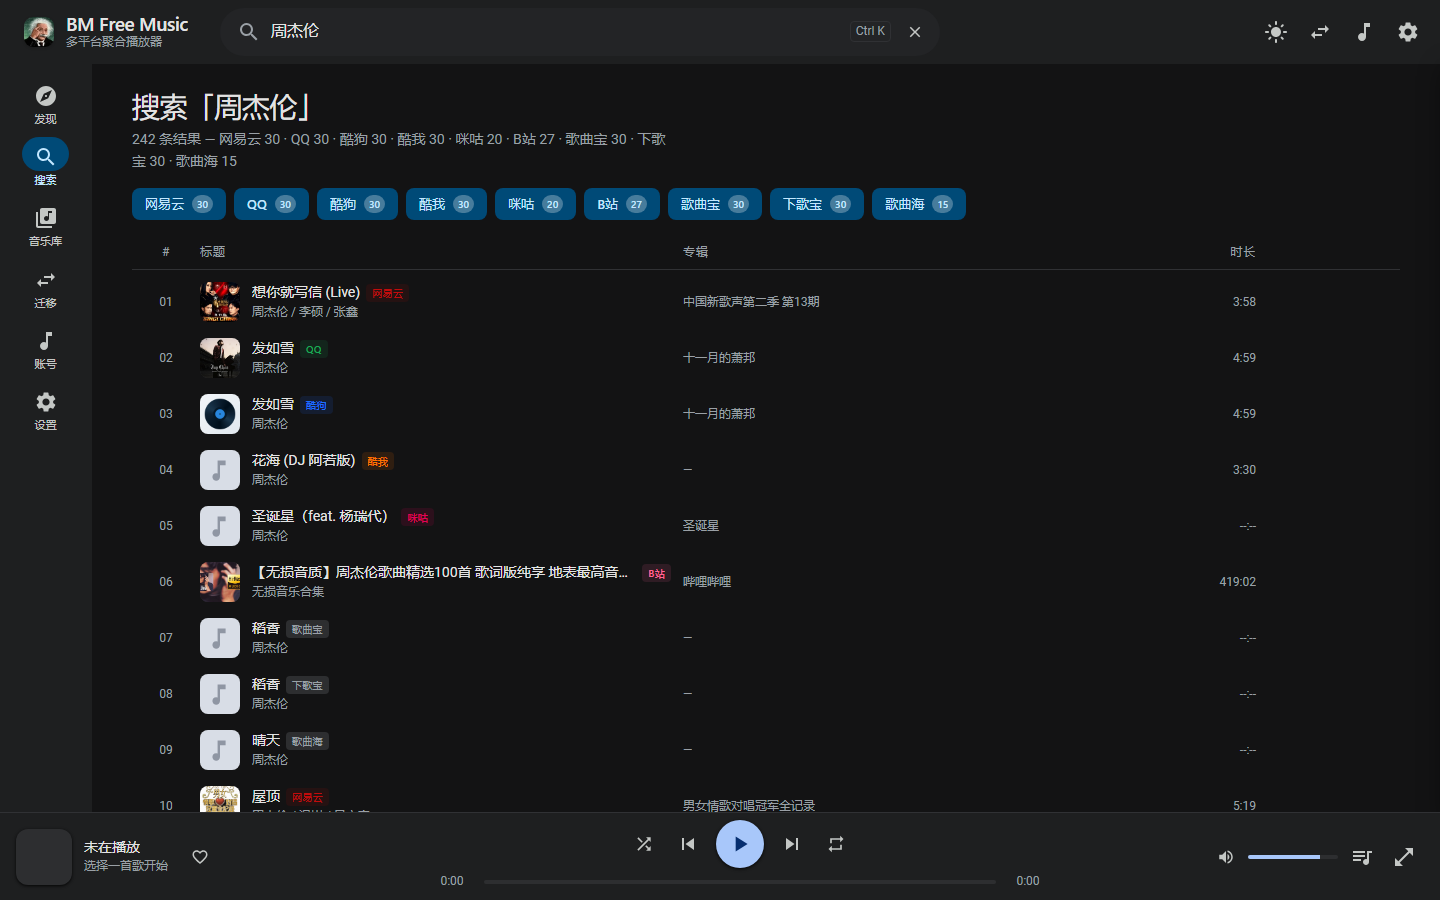 BM Free Music
多平台聚合播放器
周杰伦
Ctrl K
发现
搜索
音乐库
迁移
账号
设置
搜索「周杰伦」
242 条结果 — 网易云 30 · QQ 30 · 酷狗 30 · 酷我 30 · 咪咕 20 · B站 27 · 歌曲宝 30 · 下歌
宝 30 · 歌曲海 15
网易云 30 QQ 30 酷狗 30 酷我 30 咪咕 20 B站 27 歌曲宝 30 下歌宝 30 歌曲海 15
# 标题 专辑 时长
01 想你就写信 (Live) 网易云 中国新歌声第二季 第13期 3:58
周杰伦 / 李硕 / 张鑫
02 发如雪 QQ 十一月的萧邦 4:59
周杰伦
03 发如雪 酷狗 十一月的萧邦 4:59
周杰伦
04 花海 (DJ 阿若版) 酷我 — 3:30
周杰伦
05 圣诞星（feat. 杨瑞代） 咪咕 圣诞星 --:--
周杰伦
06 【无损音质】周杰伦歌曲精选100首 歌词版纯享 地表最高音... B站 哔哩哔哩 419:02
无损音乐合集
07 稻香 歌曲宝 — --:--
周杰伦
08 稻香 下歌宝 — --:--
周杰伦
09 晴天 歌曲海 — --:--
周杰伦
10 屋顶 网易云 男女情歌对唱冠军全记录 5:19
未在播放
选择一首歌开始
0:00 0:00